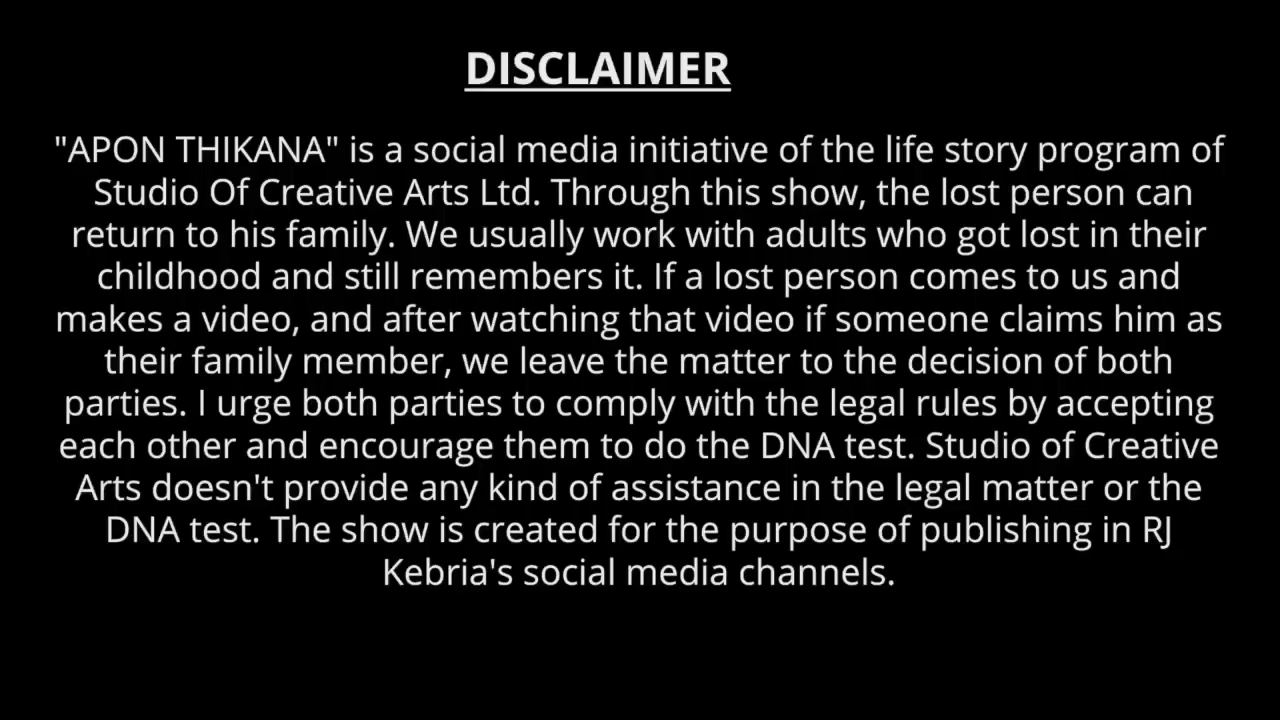 DISCLAIMER
"APON THIKANA" is a social media initiative of the life story program of
Studio Of Creative Arts Ltd. Through this show, the lost person can
return to his family. We usually work with adults who got lost in their
childhood and still remembers it. If a lost person comes to us and
makes a video, and after watching that video if someone claims him as
their family member, we leave the matter to the decision of both
parties. I urge both parties to comply with the legal rules by accepting
each other and encourage them to do the DNA test. Studio of Creative
Arts doesn't provide any kind of assistance in the legal matter or the
DNA test. The show is created for the purpose of publishing in RJ
Kebria's social media channels.